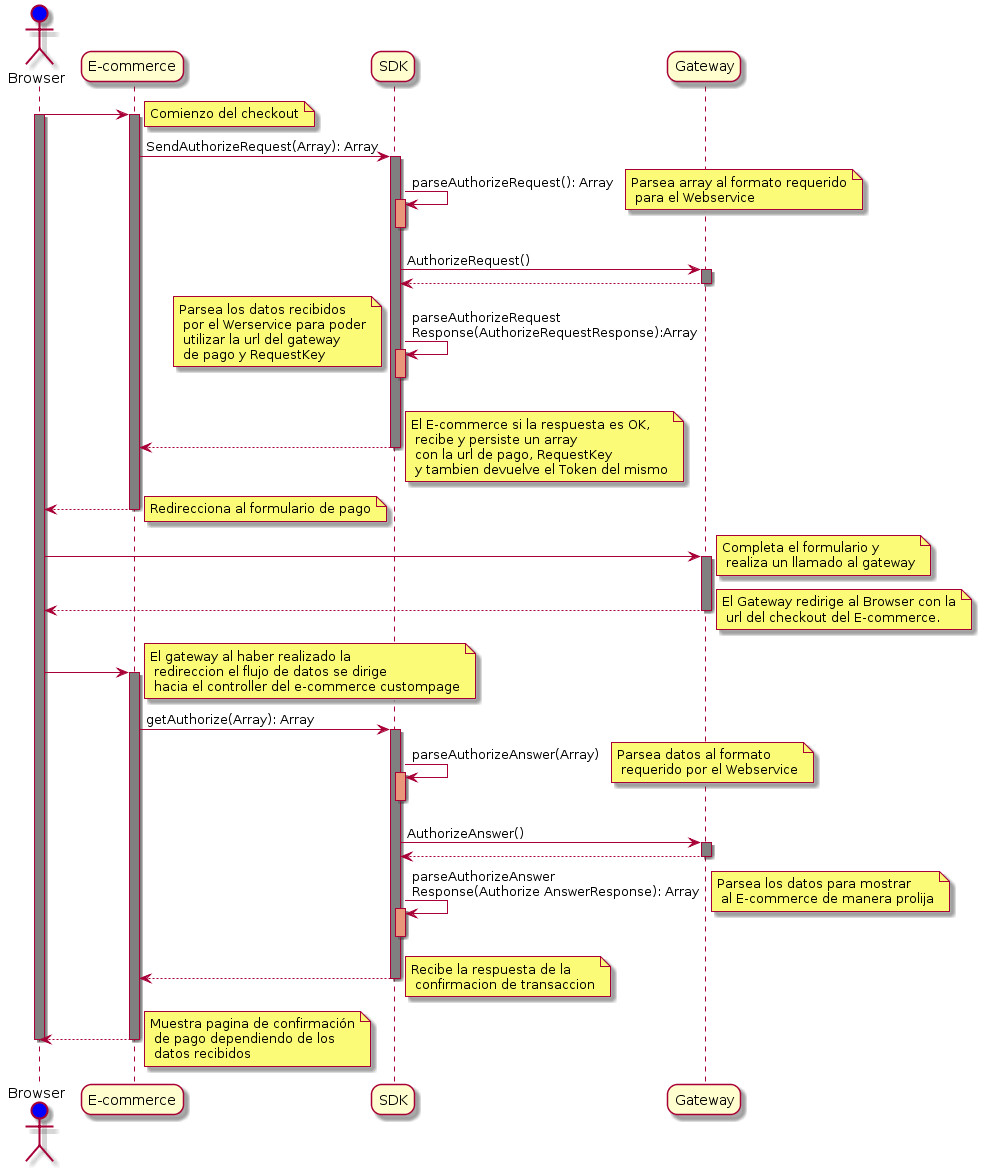 Browser
E-commerce
SDK
Gateway
Comienzo del checkout
SendAuthorizeRequest(Array): Array
parseAuthorizeRequest(): Array
Parsea array al formato requerido
para el Webservice
AuthorizeRequest()
Parsea los datos recibidos
por el Werservice para poder
utilizar la url del gateway
de pago y RequestKey
parseAuthorizeRequest
Response(AuthorizeRequestResponse):Array
El E-commerce si la respuesta es OK,
recibe y persiste un array
con la url de pago, RequestKey
y tambien devuelve el Token del mismo
Redirecciona al formulario de pago
Completa el formulario y
realiza un llamado al gateway
El Gateway redirige al Browser con la
url del checkout del E-commerce.
El gateway al haber realizado la
redireccion el flujo de datos se dirige
hacia el controller del e-commerce custompage
getAuthorize(Array): Array
parseAuthorizeAnswer(Array)
Parsea datos al formato
requerido por el Webservice
AuthorizeAnswer()
parseAuthorizeAnswer
Response(Authorize AnswerResponse): Array
Parsea los datos para mostrar
al E-commerce de manera prolija
Recibe la respuesta de la
confirmacion de transaccion
Muestra pagina de confirmación
de pago dependiendo de los
datos recibidos
Browser
E-commerce
SDK
Gateway